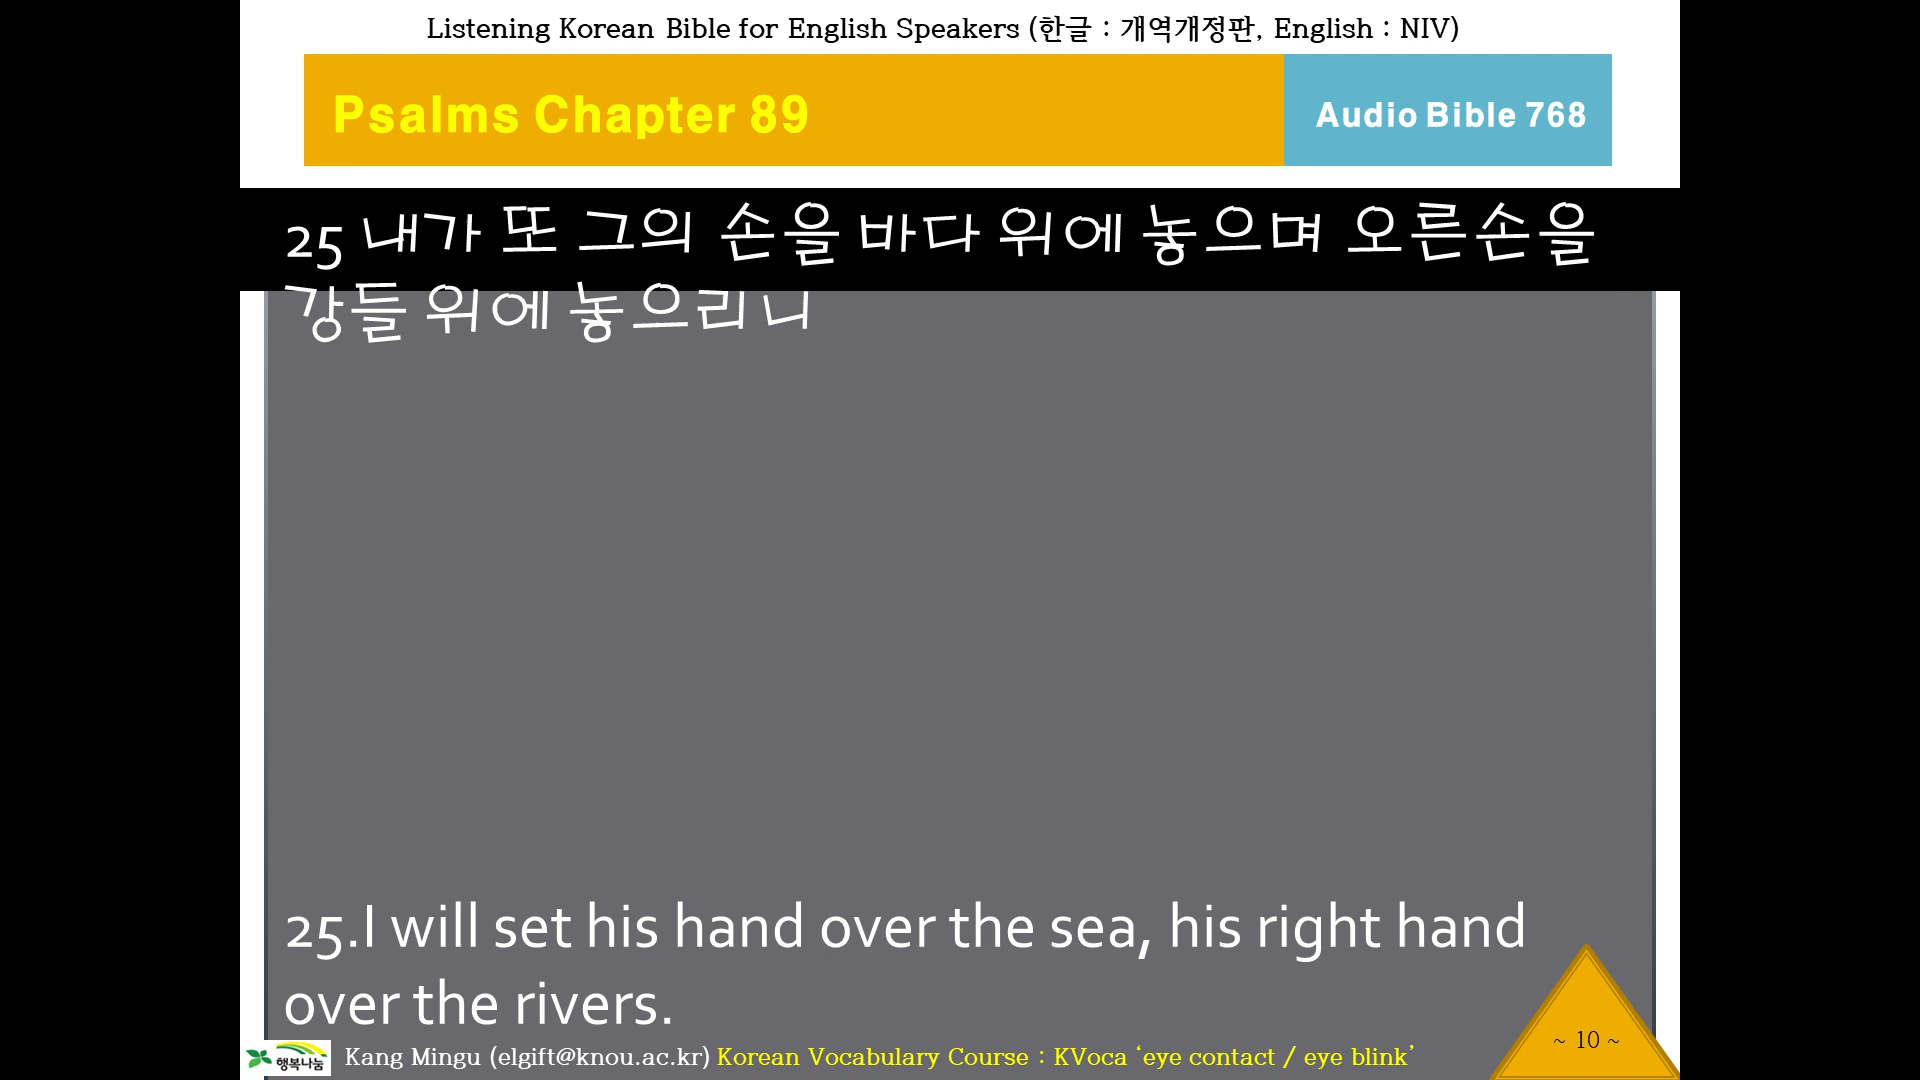 Listening Korean Bible for English Speakers (한글 : 개역개정판, English : NIV)
Psalms Chapter 89
Audio Bible 768
25 내가 또 그의 손을 바다 위에 놓으며 오른손을
강들 위에 놓으리니
25.I will set his hand over the sea, his right hand
over the rivers.
~ 10 ~
행복나눔
Kang Mingu (elgift@knou.ac.kr) Korean Vocabulary Course : KVoca ‘eye contact / eye blink’